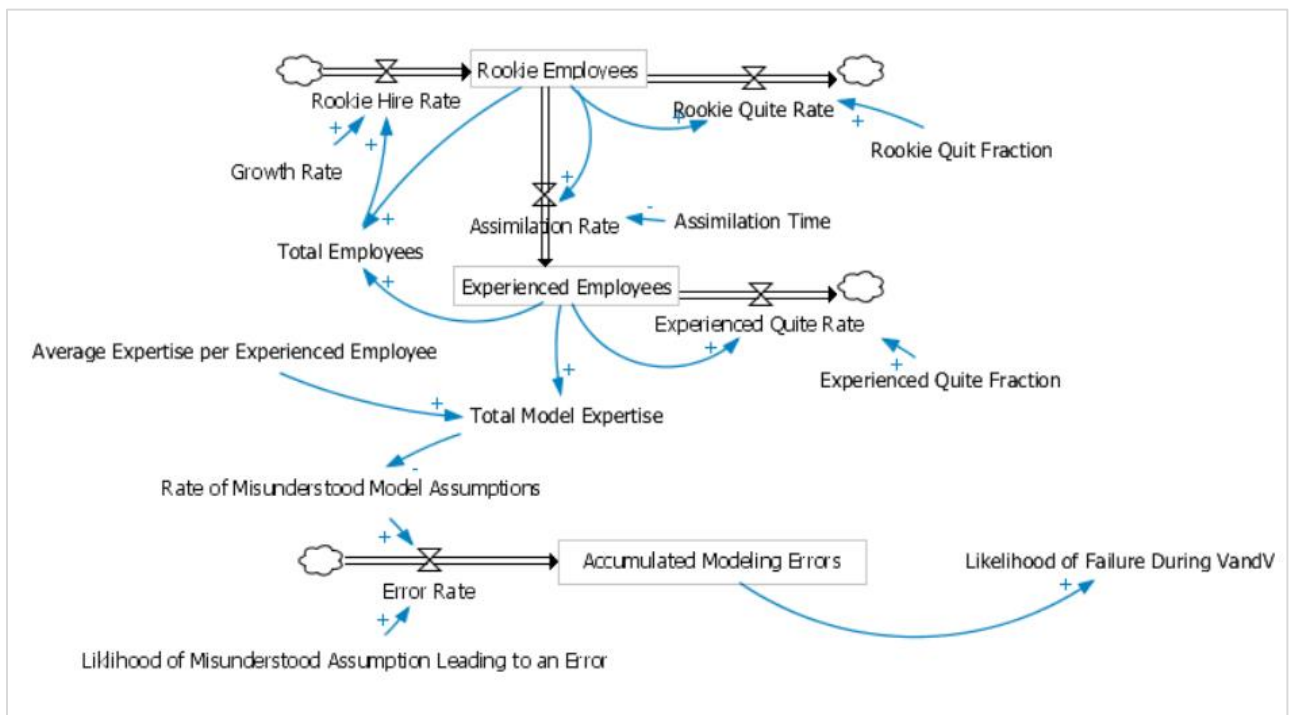 Rookie Employees
Rookie Hire Rate
Rookie Quite Rate
+
+
+
+
Rookie Quit Fraction
Growth Rate
+
+
-
Assimilation Rate
Assimilation Time
Total Employees
+
Experienced Employees
Experienced Quite Rate
Average Expertise per Experienced Employee
+
+
+
Experienced Quite Fraction
+
Total Model Expertise
-
Rate of Misunderstood Model Assumptions
+
Accumulated Modeling Errors
Likelihood of Failure During VandV
+
Error Rate
+
Liklihood of Misunderstood Assumption Leading to an Error